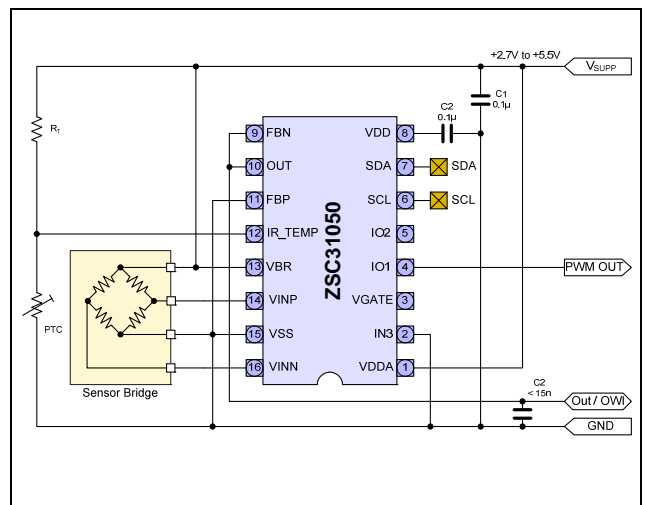 +2.7V to +5.5V
VSUPP
C1
0.1µ
C2
0.1µ
RT
9 FBN
VDD 8
10 OUT
SDA 7
SDA
11 FBP
SCL 6
SCL
12 IR_TEMP
IO2 5
13 VBR
IO1 4
PWM OUT
14 VINP
VGATE 3
15 VSS
IN3 2
16 VINN
VDDA 1
ZSC31050
PTC
Sensor Bridge
C2
< 15n
Out / OWI
GND